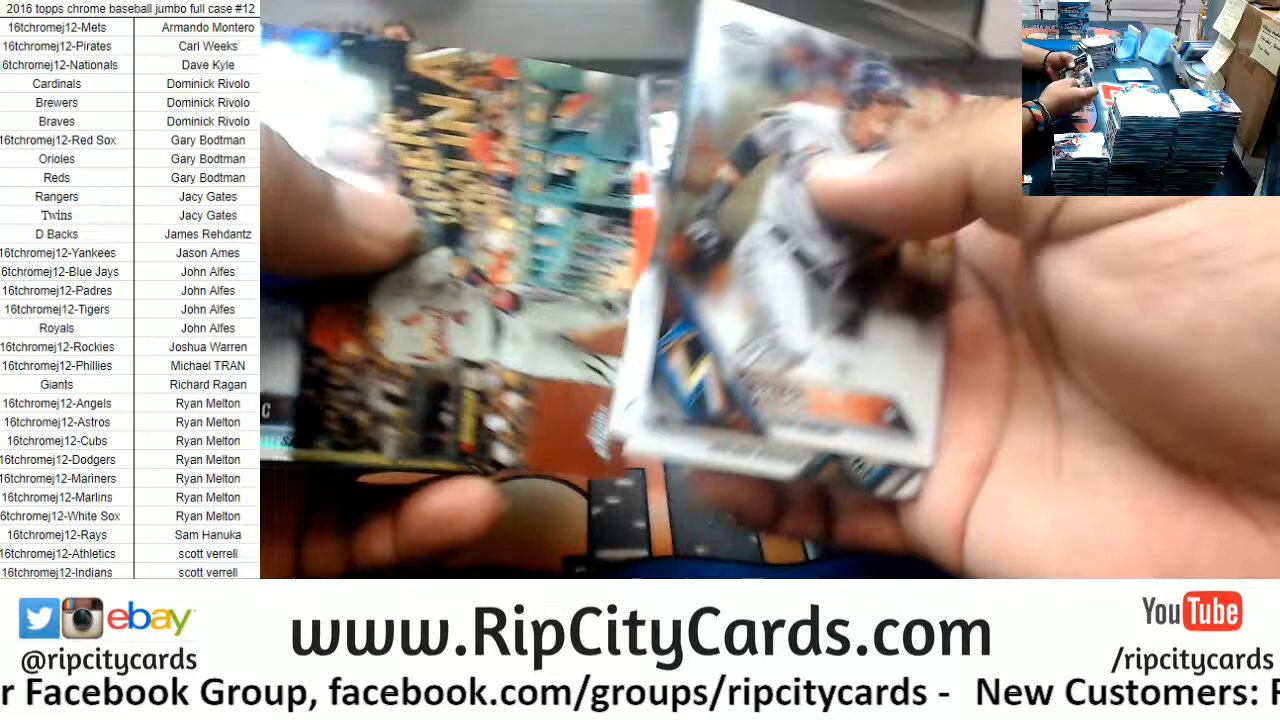 2016 topps chrome baseball jumbo full case #12
16tchromej12-Mets Armando Montero
16tchromej12-Pirates Carl Weeks
6tchromej12-Nationals Dave Kyle
Cardinals Dominick Rivolo
Brewers Dominick Rivolo
Braves Dominick Rivolo
16tchromej12-Red Sox Gary Bodtman
Orioles Gary Bodtman
Reds Gary Bodtman
Rangers Jacy Gates
Twins Jacy Gates
D Backs James Rehdantz
16tchromej12-Yankees Jason Ames
6tchromej12-Blue Jays John Alfes
16tchromej12-Padres John Alfes
16tchromej12-Tigers John Alfes
Royals John Alfes
16tchromej12-Rockies Joshua Warren
16tchromej12-Phillies Michael TRAN
Giants Richard Ragan
16tchromej12-Angels Ryan Melton
16tchromej12-Astros Ryan Melton
16tchromej12-Cubs Ryan Melton
16tchromej12-Dodgers Ryan Melton
16tchromej12-Mariners Ryan Melton
16tchromej12-Marlins Ryan Melton
6tchromej12-White Sox Ryan Melton
16tchromej12-Rays Sam Hanuka
16tchromej12-Athletics scott verrell
16tchromej12-Indians scott verrell
ebay
@ripcitycards
www.RipCityCards.com
YouTube
/ripcitycards
r Facebook Group, facebook.com/groups/ripcitycards - New Customers: F